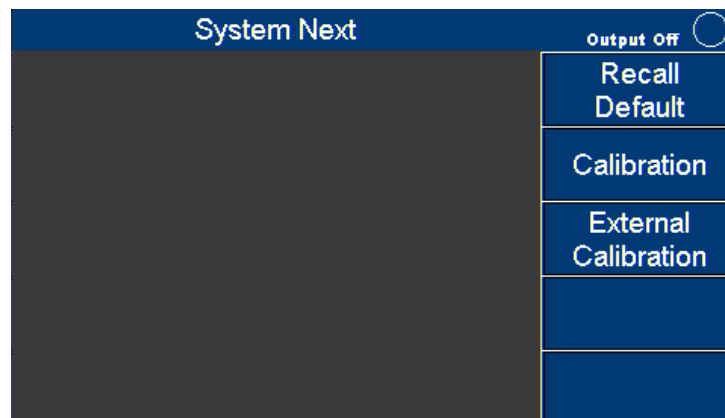 System Next
Output Off
Recall
Default
Calibration
External
Calibration